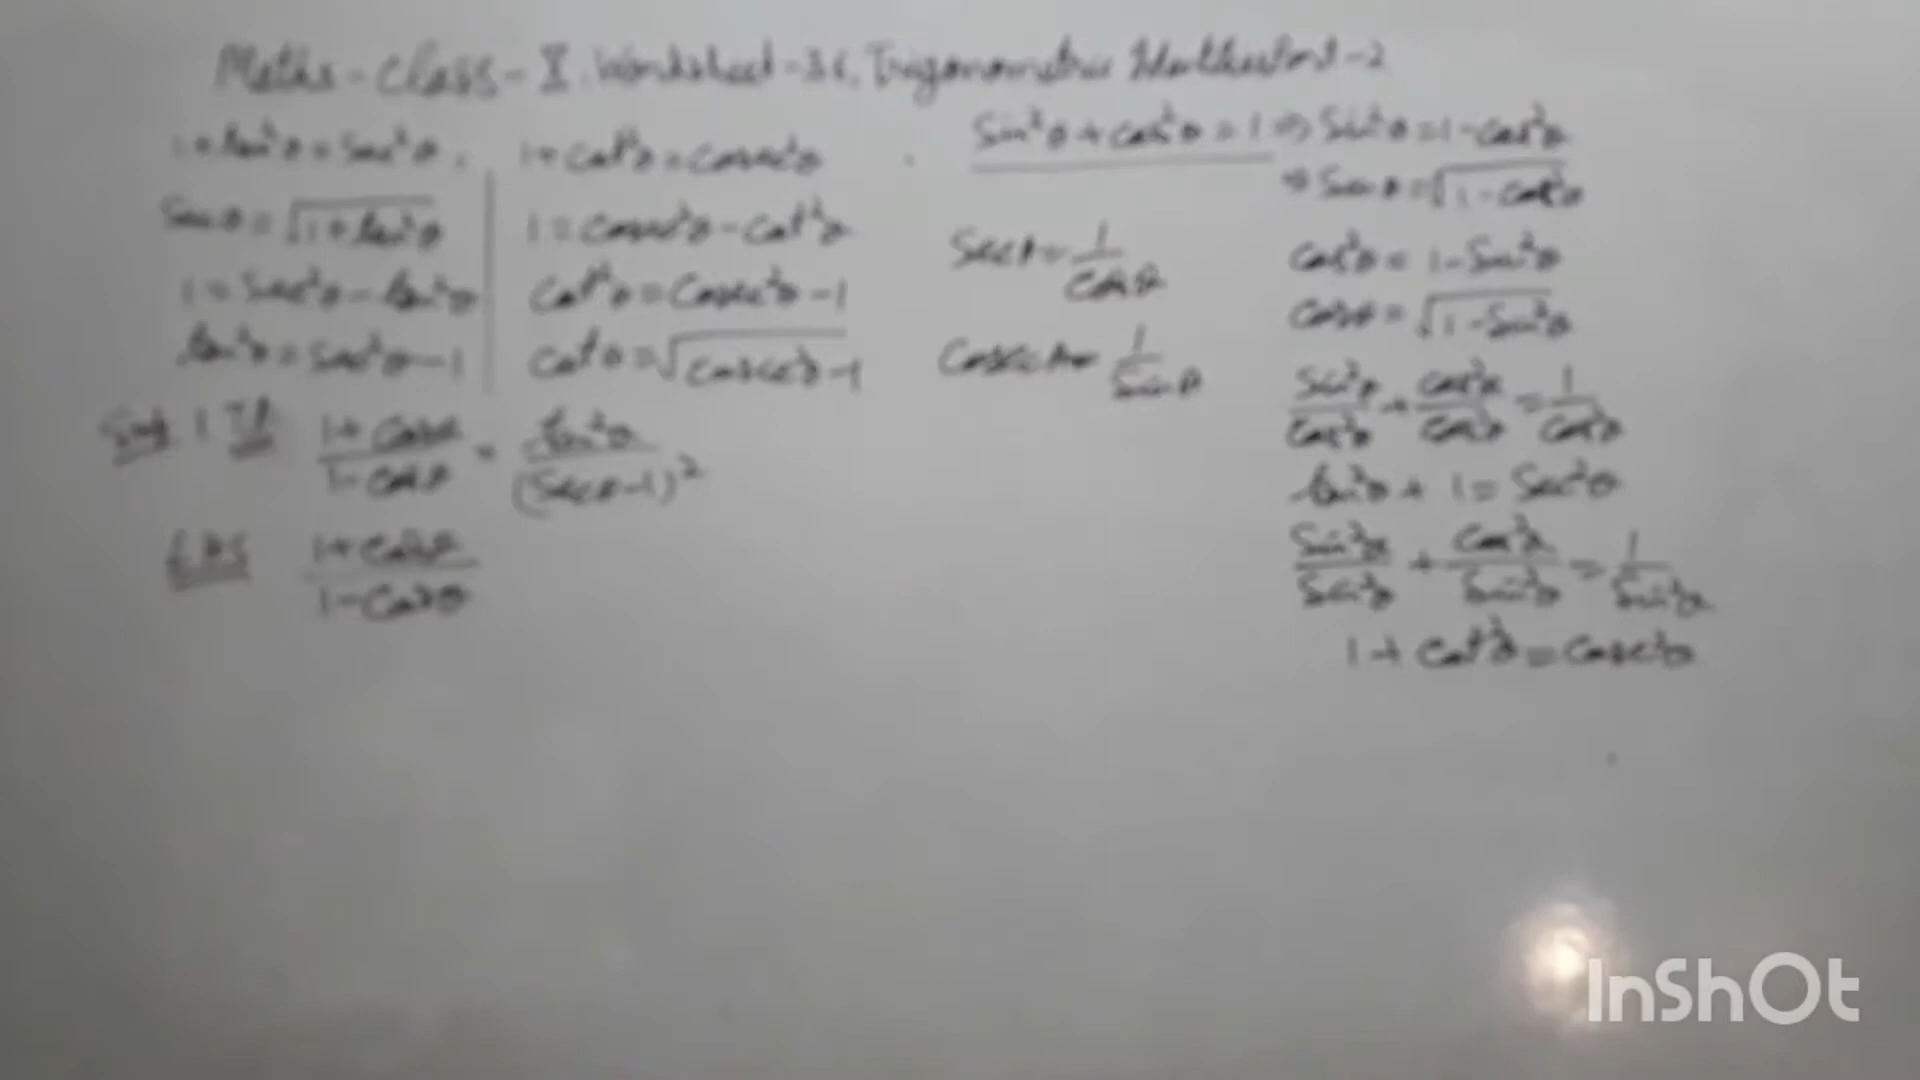 Maths - Class - X. Worksheet - 36, Trigonometric Identities Part - 2
1 + tan²θ = Sec²θ,
Sec θ = √(1 + tan²θ)
1 = Sec²θ - tan²θ
tan²θ = Sec²θ - 1
1 + cot²θ = cosec²θ
1 = cosec²θ - cot²θ
cot²θ = cosec²θ - 1
cot θ = √(cosec²θ - 1)
Sin²θ + cos²θ = 1 ⇒ Sin²θ = 1 - cos²θ
⇒ Sin θ = √(1 - cos²θ)
Sec A = 1/Cos A
Cosec A = 1/Sin A
cos²θ = 1 - Sin²θ
cos θ = √(1 - Sin²θ)
Sin²θ/Cos²θ + Cos²θ/Cos²θ = 1/Cos²θ
tan²θ + 1 = Sec²θ
Sin²θ/Sin²θ + Cos²θ/Sin²θ = 1/Sin²θ
1 + Cot²θ = Cosec²θ
1 (1 + Cos θ)/(1 - Cos θ) = tan²θ/(Sec θ - 1)²
LHS (1 + Cos θ)/(1 - Cos θ)
InShOt